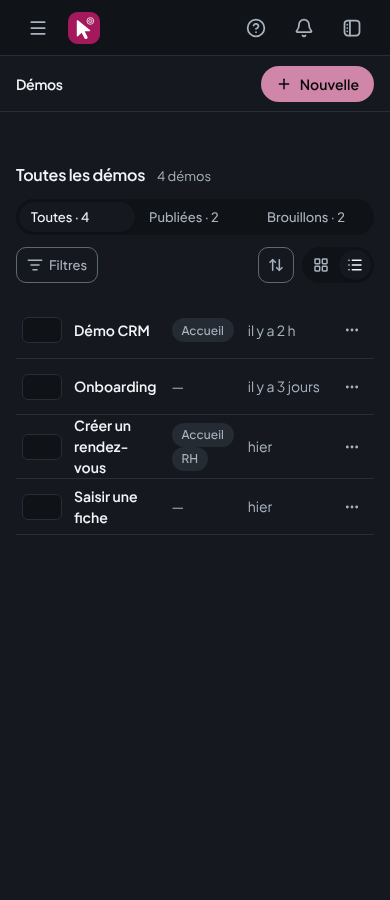 Démos
Nouvelle
Toutes les démos 4 démos
Toutes · 4 Publiées · 2 Brouillons · 2
Filtres
Démo CRM Accueil il y a 2 h
Onboarding — il y a 3 jours
Créer un
rendez-
vous
Accueil
RH
hier
Saisir une
fiche
— hier